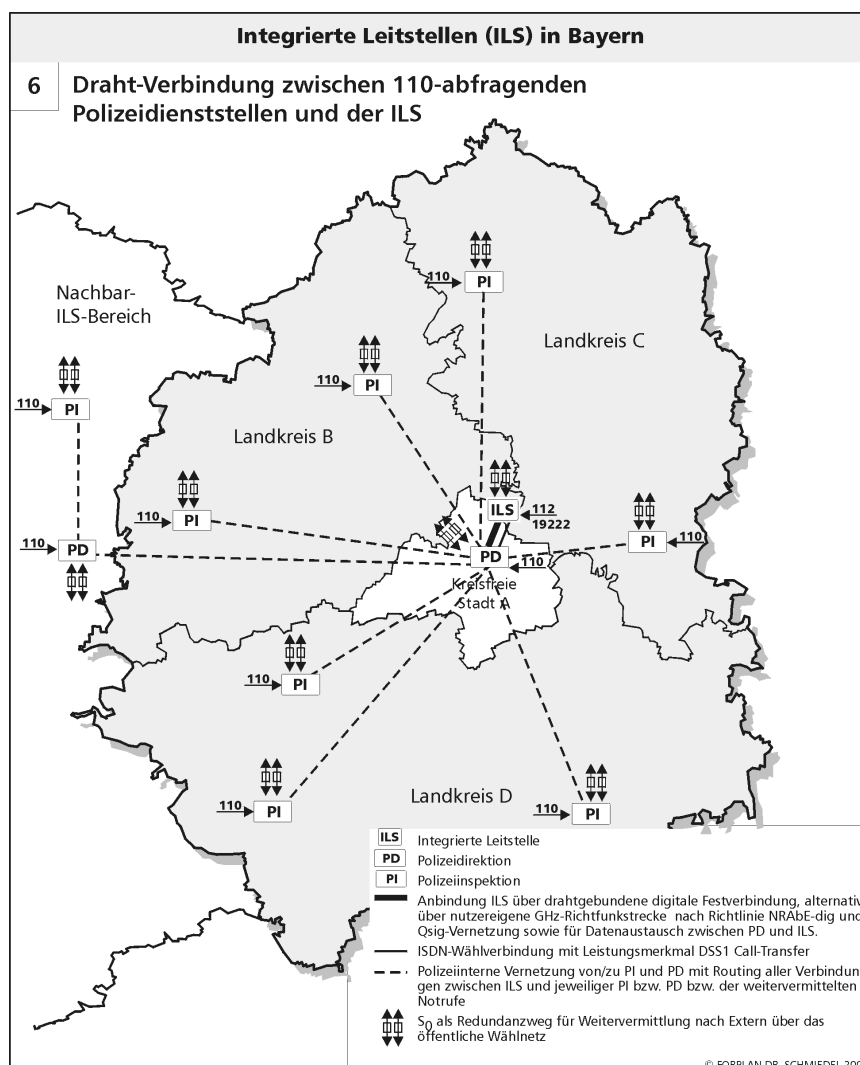 Integrierte Leitstellen (ILS) in Bayern
6
Draht-Verbindung zwischen 110-abfragenden
Polizeidienststellen und der ILS
Nachbar-
ILS-Bereich
110
PI
Landkreis C
110
PI
110
PI
Landkreis B
110
PI
ILS
112
19222
110
PD
PD
110
PI
110
Kreisfreie
Stadt A
110
PI
110
PI
Landkreis D
110
PI
ILS
Integrierte Leitstelle
PD
Polizeidirektion
PI
Polizeiinspektion
Anbindung ILS über drahtgebundene digitale Festverbindung, alternativ
über nutzereigene GHz-Richtfunkstrecke nach Richtlinie NRAbE-dig und
Qsig-Vernetzung sowie für Datenaustausch zwischen PD und ILS.
ISDN-Wählverbindung mit Leistungsmerkmal DSS1 Call-Transfer
Polizeiinterne Vernetzung von/zu PI und PD mit Routing aller Verbindun-
gen zwischen ILS und jeweiliger PI bzw. PD bzw. der weitervermittelten
Notrufe
S0 als Redundanzweg für Weitervermittlung nach Extern über das
öffentliche Wählnetz
© FORPLAN DR. SCHMIEDEL